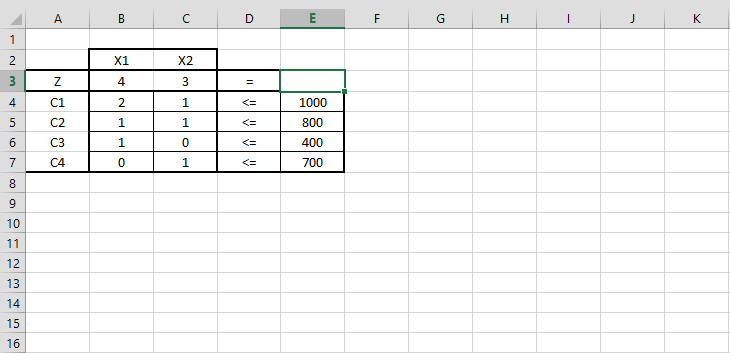 A B C D E F G H I J K
1
2 X1 X2
3 Z 4 3 =
4 C1 2 1 <= 1000
5 C2 1 1 <= 800
6 C3 1 0 <= 400
7 C4 0 1 <= 700
8
9
10
11
12
13
14
15
16